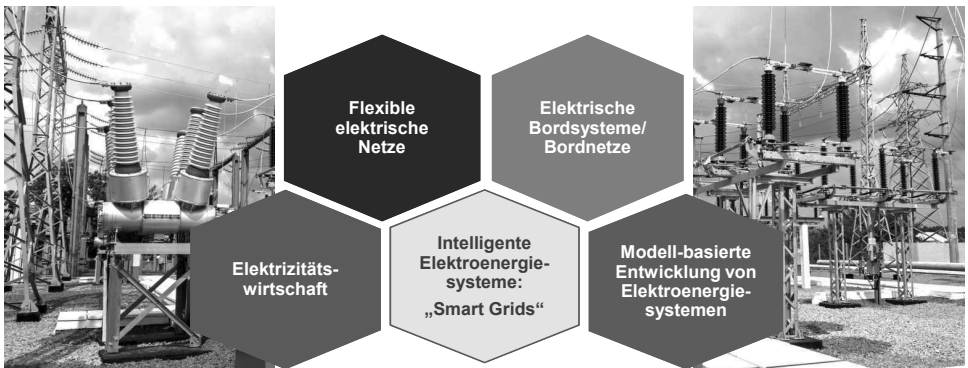 Flexible
elektrische
Netze
Elektrische
Bordsysteme/
Bordnetze
Elektrizitäts-
wirtschaft
Intelligente
Elektroenergie-
systeme:
„Smart Grids“
Modell-basierte
Entwicklung von
Elektroenergie-
systemen